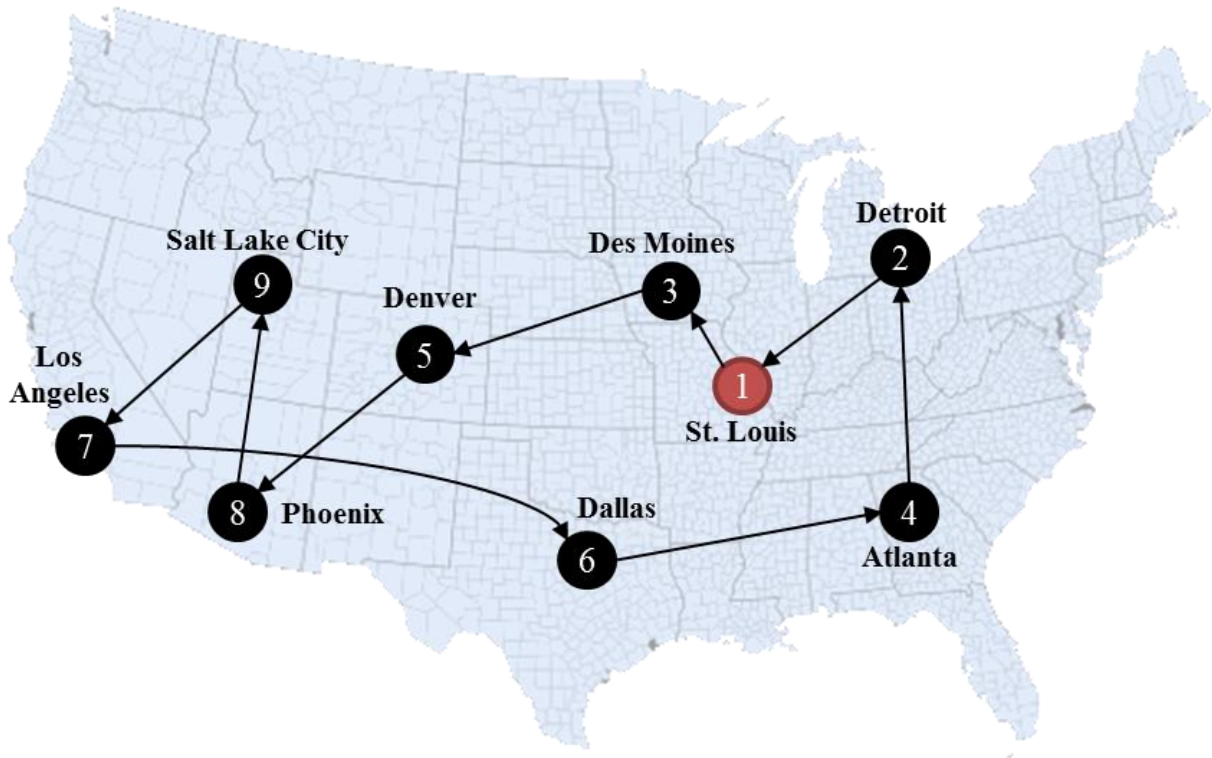 Detroit
2
Salt Lake City
9
Des Moines
3
Denver
5
Los
Angeles
7
1
St. Louis
8
Phoenix
Dallas
6
4
Atlanta